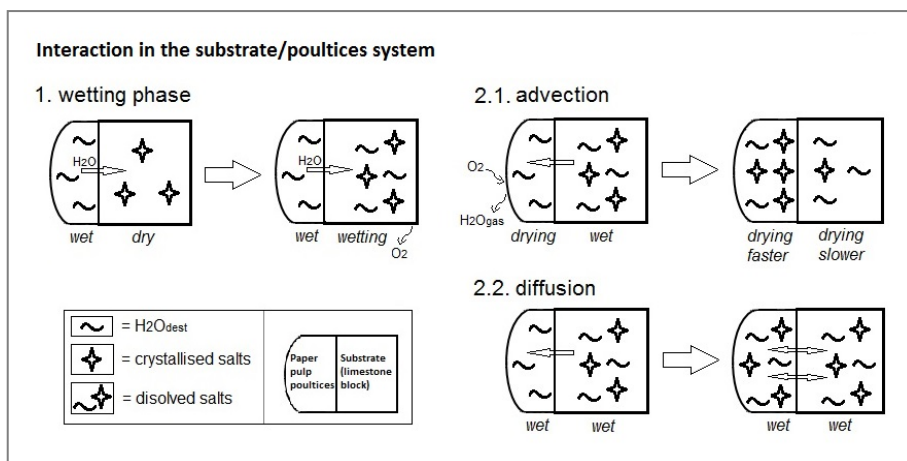 Interaction in the substrate/poultices system
1. wetting phase
H2O
wet
dry
H2O
wet
wetting
O2
2.1. advection
O2
H2Ogas
drying
wet
drying
faster
drying
slower
2.2. diffusion
wet
wet
wet
wet
= H2Odest
= crystallised salts
= disolved salts
Paper
pulp
poultices
Substrate
(limestone
block)